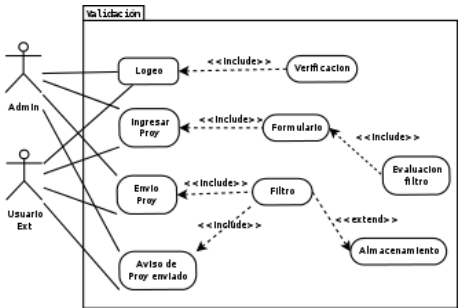 Validación
Logeo
<<Include>>
Verificacion
Admin
Ingresar
Proy
<<Include>>
Formulario
<<Include>>
Evaluacion
filtro
Usuario
Ext
Envio
Proy
<<Include>>
Filtro
<<Include>>
<<extend>>
Aviso de
Proy enviado
Almacenamiento